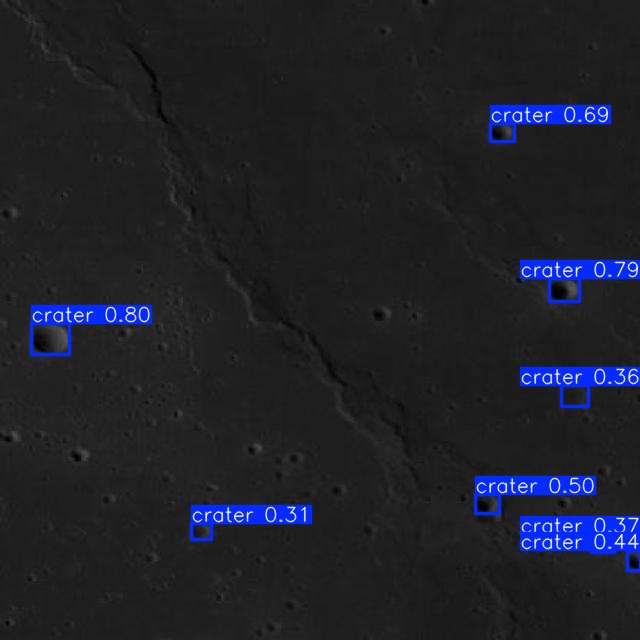 crater 0.69
crater 0.79
crater 0.80
crater 0.36
crater 0.50
crater 0.31
crater 0.37
crater 0.44